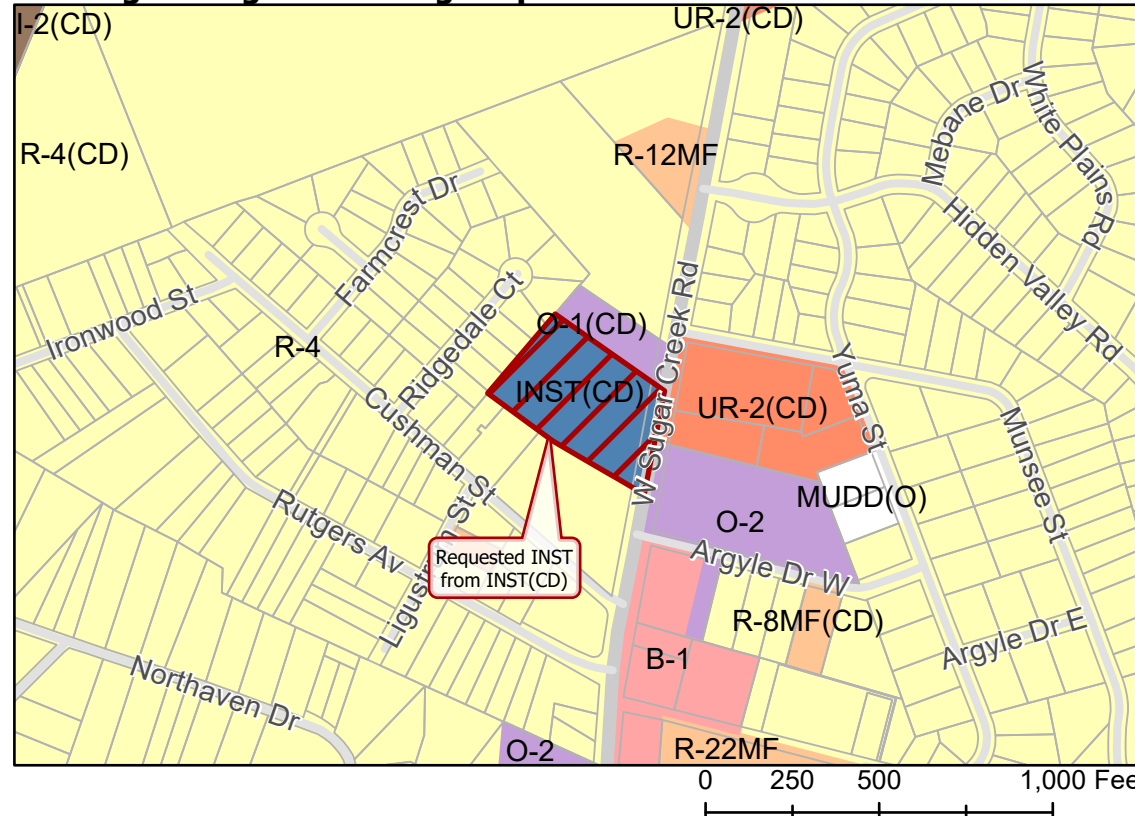 I-2(CD)
UR-2(CD)
R-4(CD)
R-12MF
Mebane Dr
White Plains Rd
Farmcrest Dr
Hidden Valley Rd
Ironwood St
Ridgedale Ct
O-1(CD)
W Sugar Creek Rd
R-4
INST(CD)
UR-2(CD)
Yuma St
Cushman St
Munsee St
MUDD(O)
Rutgers Av
O-2
Requested INST
from INST(CD)
Argyle Dr W
R-8MF(CD)
Argyle Dr E
B-1
Northaven Dr
O-2
R-22MF
0 250 500 1,000 Fee